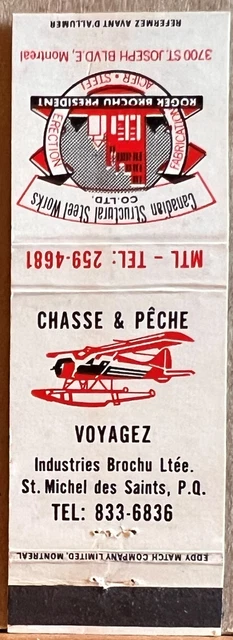 REFERMEZ AVANT D'ALLUMER
3700 ST. JOSEPH BLVD.E, Montreal
ACIER • STEEL
ROGER BROCHU PRESIDENT
ERECTION
FABRICATION
Canadian Structural Steel Works
CO. LTD.
MTL - TEL: 259-4681
CHASSE & PÊCHE
VOYAGEZ
Industries Brochu Ltée.
St. Michel des Saints, P.Q.
TEL: 833-6836
EDDY MATCH COMPANY LIMITED, MONTREAL